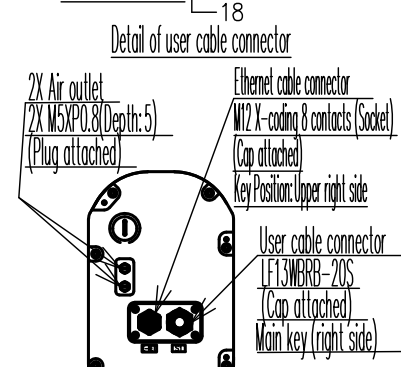 18
Detail of user cable connector
2X Air outlet
2X M5XP0.8(Depth:5)
(Plug attached)
Ethernet cable connector
M12 X-coding 8 contacts (Socket)
(Cap attached)
Key Position:Upper right side
User cable connector
LF13WBRB-20S
(Cap attached)
Main key (right side)